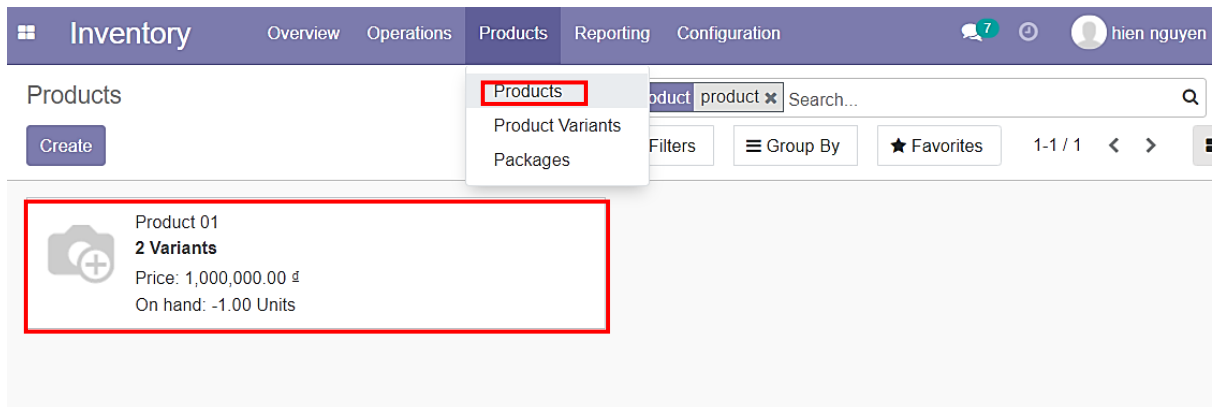 Inventory Overview Operations Products Reporting Configuration 7 hien nguyen
Products
Products
Product Variants
Packages
product Search...
Create
Filters Group By Favorites 1-1 / 1
Product 01
2 Variants
Price: 1,000,000.00 ₫
On hand: -1.00 Units